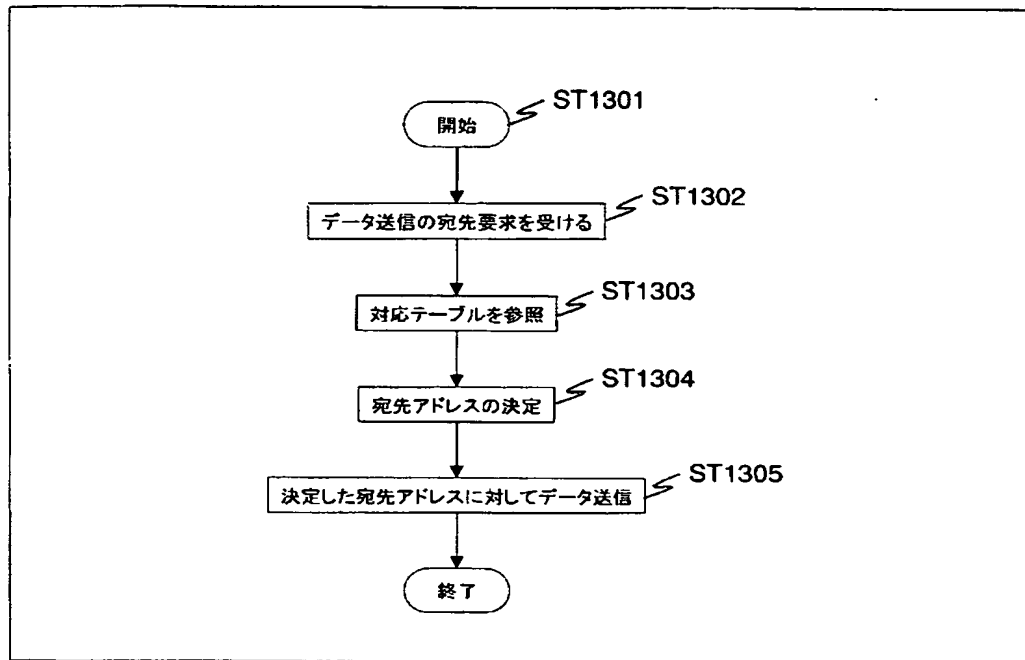 開始
ST1301
データ送信の宛先要求を受ける
ST1302
対応テーブルを参照
ST1303
宛先アドレスの決定
ST1304
決定した宛先アドレスに対してデータ送信
ST1305
終了